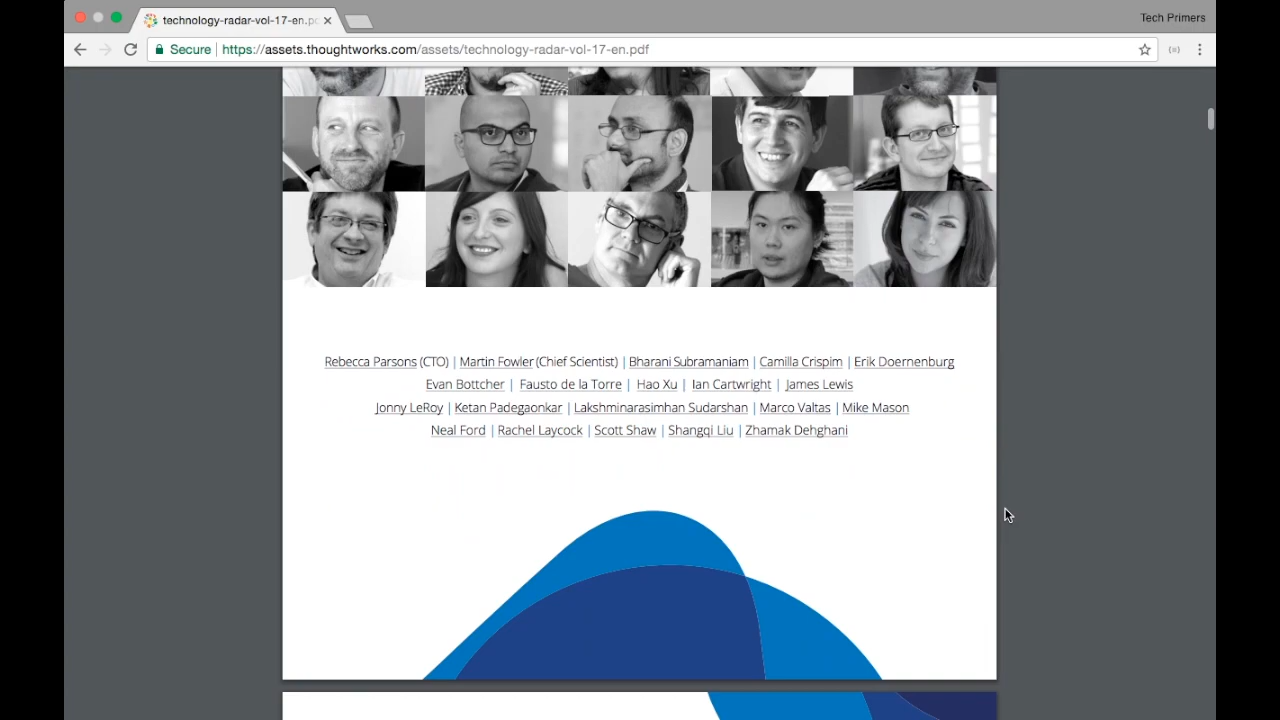 technology-radar-vol-17-en.pd
Tech Primers
Secure https://assets.thoughtworks.com/assets/technology-radar-vol-17-en.pdf
Rebecca Parsons (CTO) | Martin Fowler (Chief Scientist) | Bharani Subramaniam | Camilla Crispim | Erik Doernenburg
Evan Bottcher | Fausto de la Torre | Hao Xu | Ian Cartwright | James Lewis
Jonny LeRoy | Ketan Padegaonkar | Lakshminarasimhan Sudarshan | Marco Valtas | Mike Mason
Neal Ford | Rachel Laycock | Scott Shaw | Shangqi Liu | Zhamak Dehghani